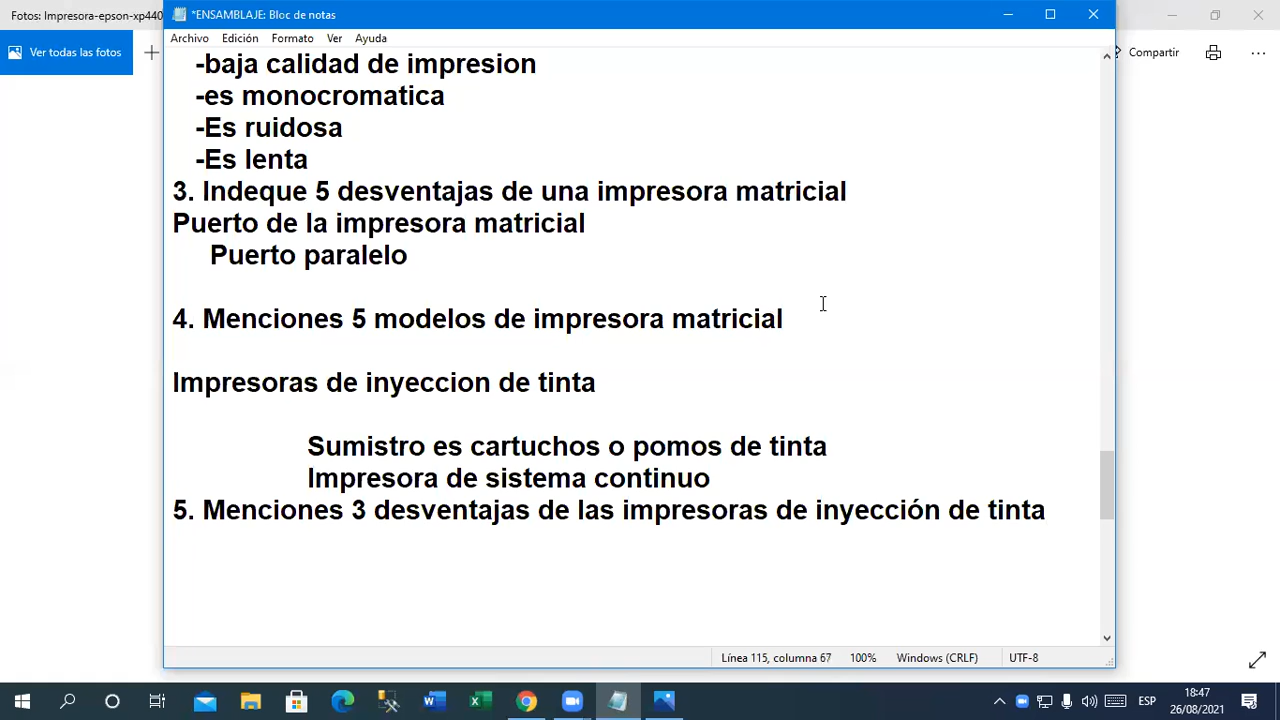 Fotos: Impresora-epson-xp440
*ENSAMBLAJE: Bloc de notas
Ver todas las fotos
Compartir
Archivo Edición Formato Ver Ayuda
-baja calidad de impresion
-es monocromatica
-Es ruidosa
-Es lenta
3. Indeque 5 desventajas de una impresora matricial
Puerto de la impresora matricial
Puerto paralelo
4. Menciones 5 modelos de impresora matricial
Impresoras de inyeccion de tinta
Sumistro es cartuchos o pomos de tinta
Impresora de sistema continuo
5. Menciones 3 desventajas de las impresoras de inyección de tinta
Línea 115, columna 67 100% Windows (CRLF) UTF-8
ESP
18:47
26/08/2021